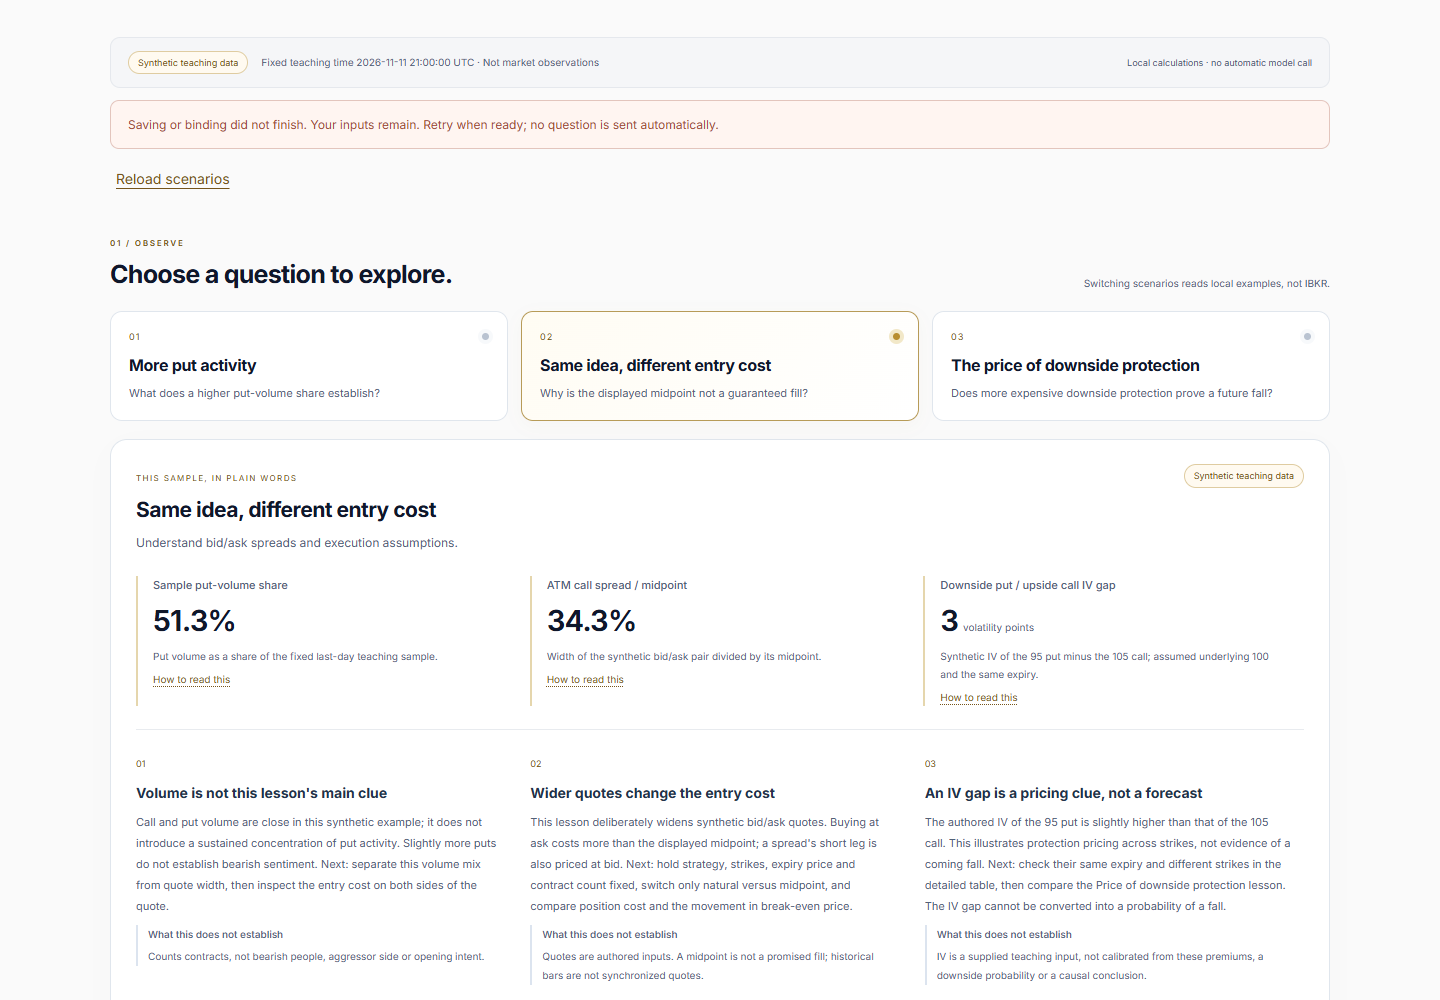 Synthetic teaching data
Fixed teaching time 2026-11-11 21:00:00 UTC · Not market observations
Local calculations · no automatic model call
Saving or binding did not finish. Your inputs remain. Retry when ready; no question is sent automatically.
Reload scenarios
01 / OBSERVE
Choose a question to explore.
Switching scenarios reads local examples, not IBKR.
01
More put activity
What does a higher put-volume share establish?
02
Same idea, different entry cost
Why is the displayed midpoint not a guaranteed fill?
03
The price of downside protection
Does more expensive downside protection prove a future fall?
THIS SAMPLE, IN PLAIN WORDS
Synthetic teaching data
Same idea, different entry cost
Understand bid/ask spreads and execution assumptions.
Sample put-volume share
51.3%
Put volume as a share of the fixed last-day teaching sample.
How to read this
ATM call spread / midpoint
34.3%
Width of the synthetic bid/ask pair divided by its midpoint.
How to read this
Downside put / upside call IV gap
3 volatility points
Synthetic IV of the 95 put minus the 105 call; assumed underlying 100
and the same expiry.
How to read this
01
Volume is not this lesson's main clue
Call and put volume are close in this synthetic example; it does not
introduce a sustained concentration of put activity. Slightly more puts
do not establish bearish sentiment. Next: separate this volume mix
from quote width, then inspect the entry cost on both sides of the
quote.
What this does not establish
Counts contracts, not bearish people, aggressor side or opening intent.
02
Wider quotes change the entry cost
This lesson deliberately widens synthetic bid/ask quotes. Buying at
ask costs more than the displayed midpoint; a spread's short leg is
also priced at bid. Next: hold strategy, strikes, expiry price and
contract count fixed, switch only natural versus midpoint, and
compare position cost and the movement in break-even price.
What this does not establish
Quotes are authored inputs. A midpoint is not a promised fill; historical
bars are not synchronized quotes.
03
An IV gap is a pricing clue, not a forecast
The authored IV of the 95 put is slightly higher than that of the 105
call. This illustrates protection pricing across strikes, not evidence of a
coming fall. Next: check their same expiry and different strikes in the
detailed table, then compare the Price of downside protection lesson.
The IV gap cannot be converted into a probability of a fall.
What this does not establish
IV is a supplied teaching input, not calibrated from these premiums, a
downside probability or a causal conclusion.